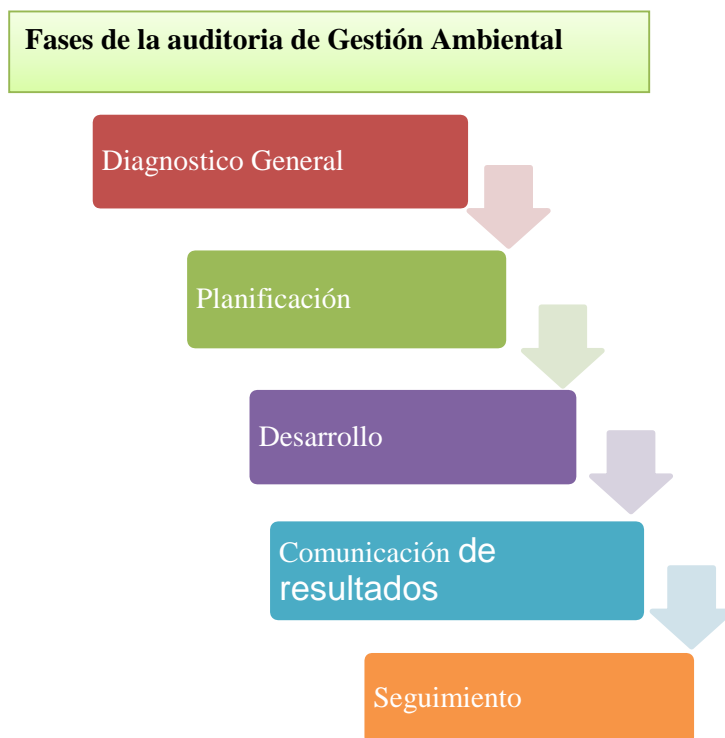 Fases de la auditoria de Gestión Ambiental
Diagnostico General
Planificación
Desarrollo
Comunicación de
resultados
Seguimiento